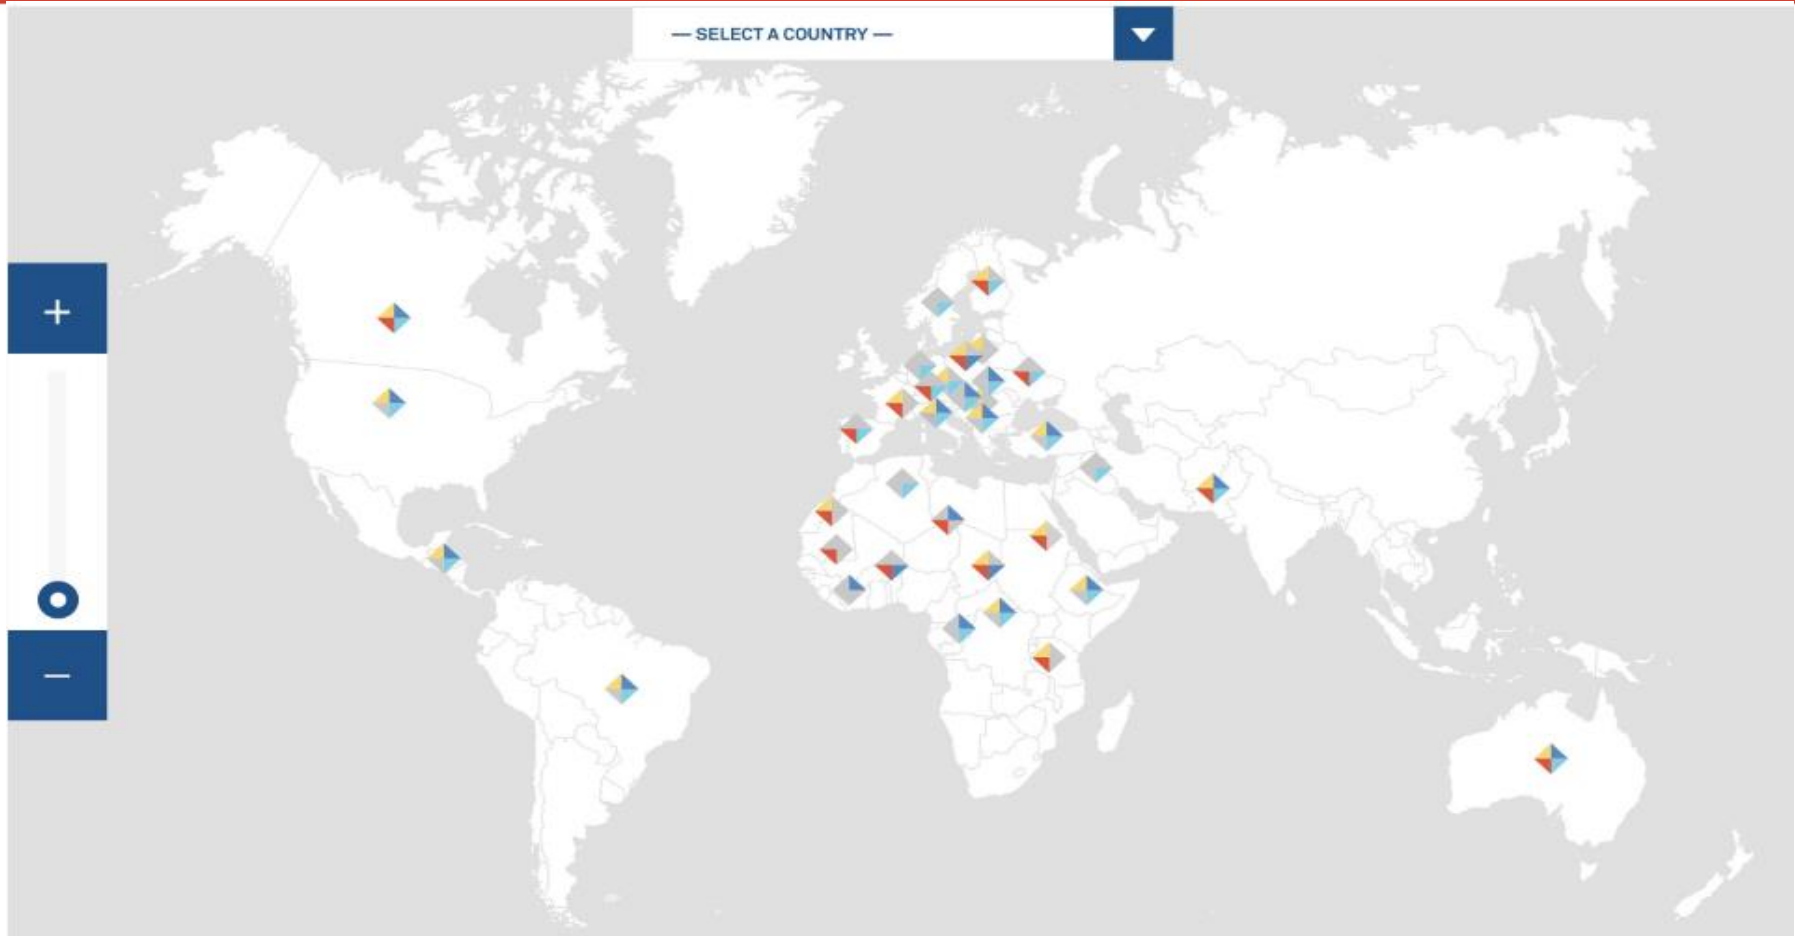 — SELECT A COUNTRY —
+
−